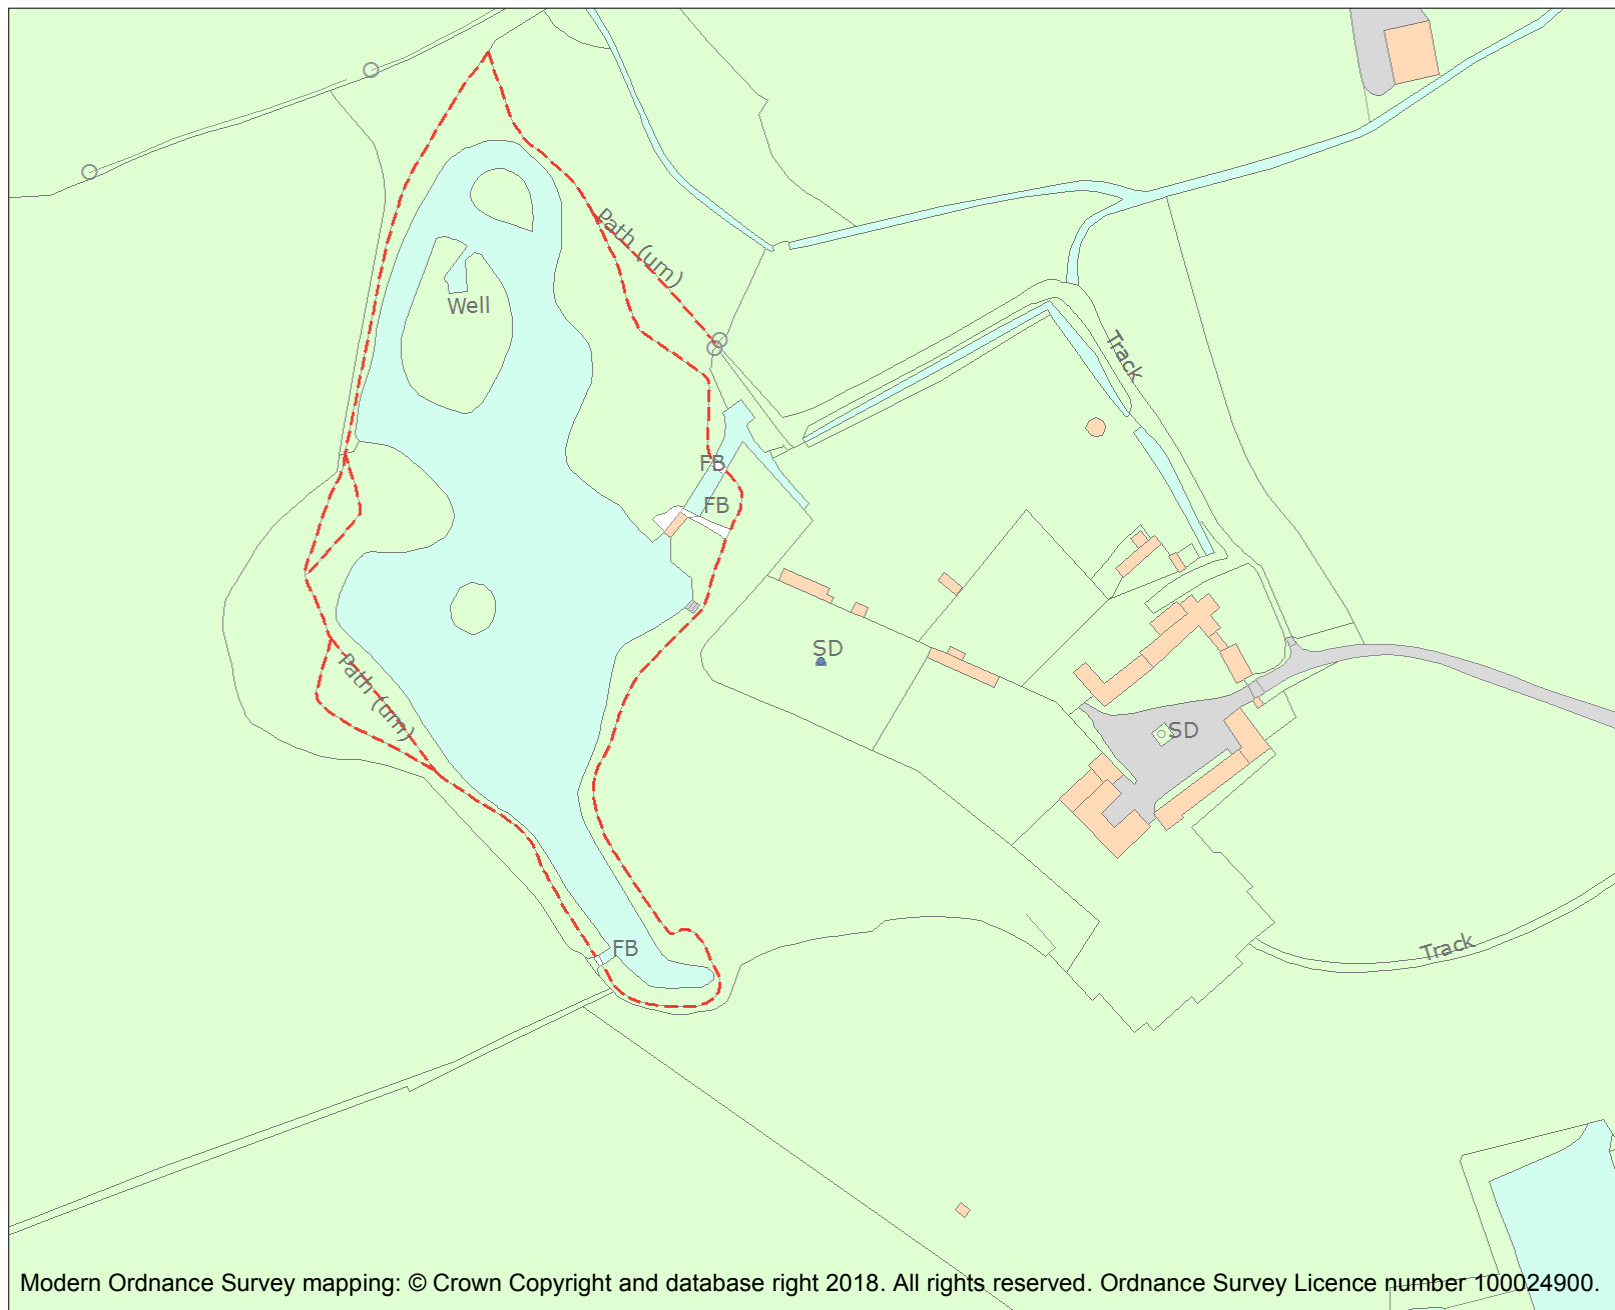 Path (um)
Well
Track
FB
FB
SD
Path (um)
SD
FB
Track
Modern Ordnance Survey mapping: © Crown Copyright and database right 2018. All rights reserved. Ordnance Survey Licence number 100024900.